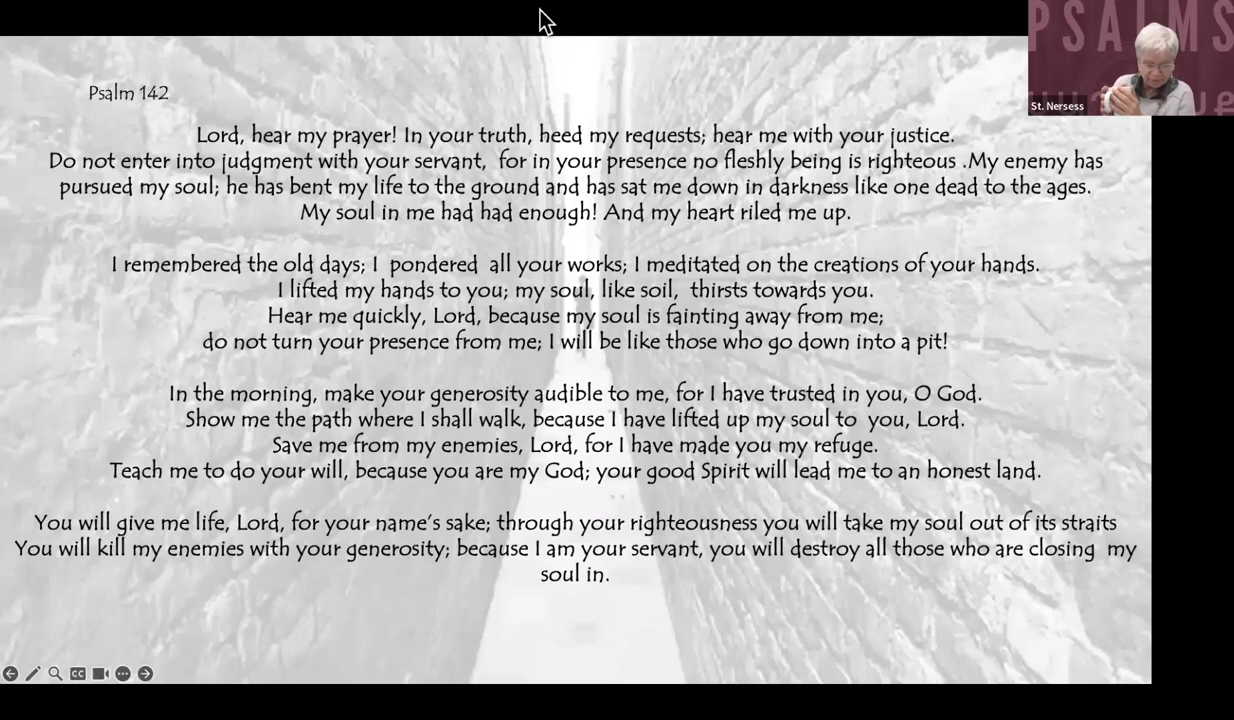 PSALMS
St. Nersess
Psalm 142
Lord, hear my prayer! In your truth, heed my requests; hear me with your justice.
Do not enter into judgment with your servant, for in your presence no fleshly being is righteous .My enemy has
pursued my soul; he has bent my life to the ground and has sat me down in darkness like one dead to the ages.
My soul in me had had enough! And my heart riled me up.
I remembered the old days; I pondered all your works; I meditated on the creations of your hands.
I lifted my hands to you; my soul, like soil, thirsts towards you.
Hear me quickly, Lord, because my soul is fainting away from me;
do not turn your presence from me; I will be like those who go down into a pit!
In the morning, make your generosity audible to me, for I have trusted in you, O God.
Show me the path where I shall walk, because I have lifted up my soul to you, Lord.
Save me from my enemies, Lord, for I have made you my refuge.
Teach me to do your will, because you are my God; your good Spirit will lead me to an honest land.
You will give me life, Lord, for your name's sake; through your righteousness you will take my soul out of its straits
You will kill my enemies with your generosity; because I am your servant, you will destroy all those who are closing my
soul in.
CC